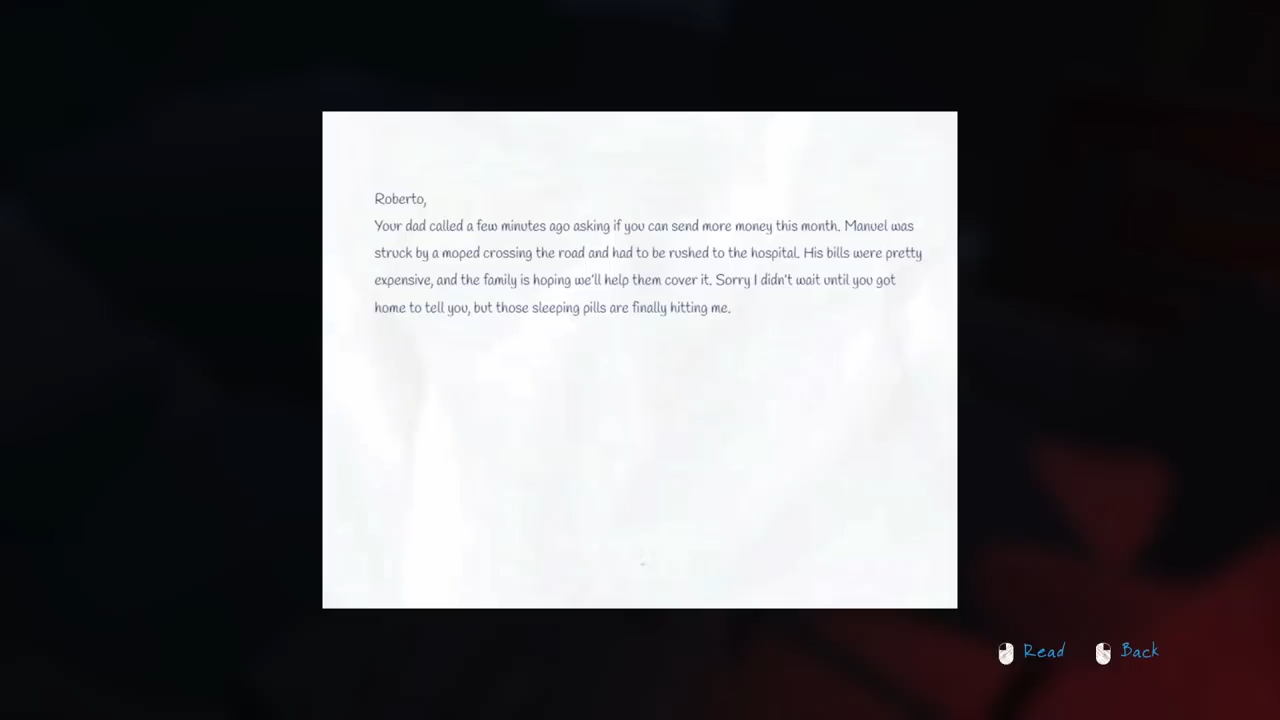 Roberto,
Your dad called a few minutes ago asking if you can send more money this month. Manuel was
struck by a moped crossing the road and had to be rushed to the hospital. His bills were pretty
expensive, and the family is hoping we'll help them cover it. Sorry I didn't wait until you got
home to tell you, but those sleeping pills are finally hitting me.
Read Back